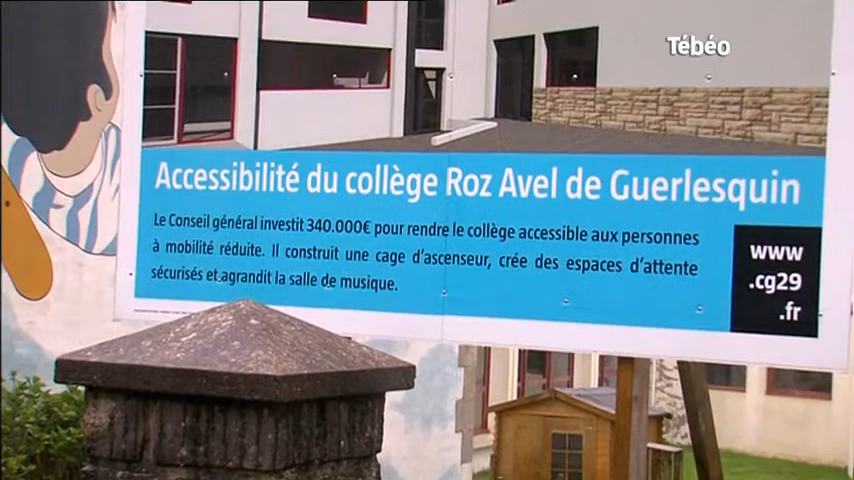 Tébéo
Accessibilité du collège Roz Avel de Guerlesquin
Le Conseil général investit 340.000€ pour rendre le collège accessible aux personnes
à mobilité réduite. Il construit une cage d'ascenseur, crée des espaces d'attente
sécurisés et agrandit la salle de musique.
www
.cg29
.fr